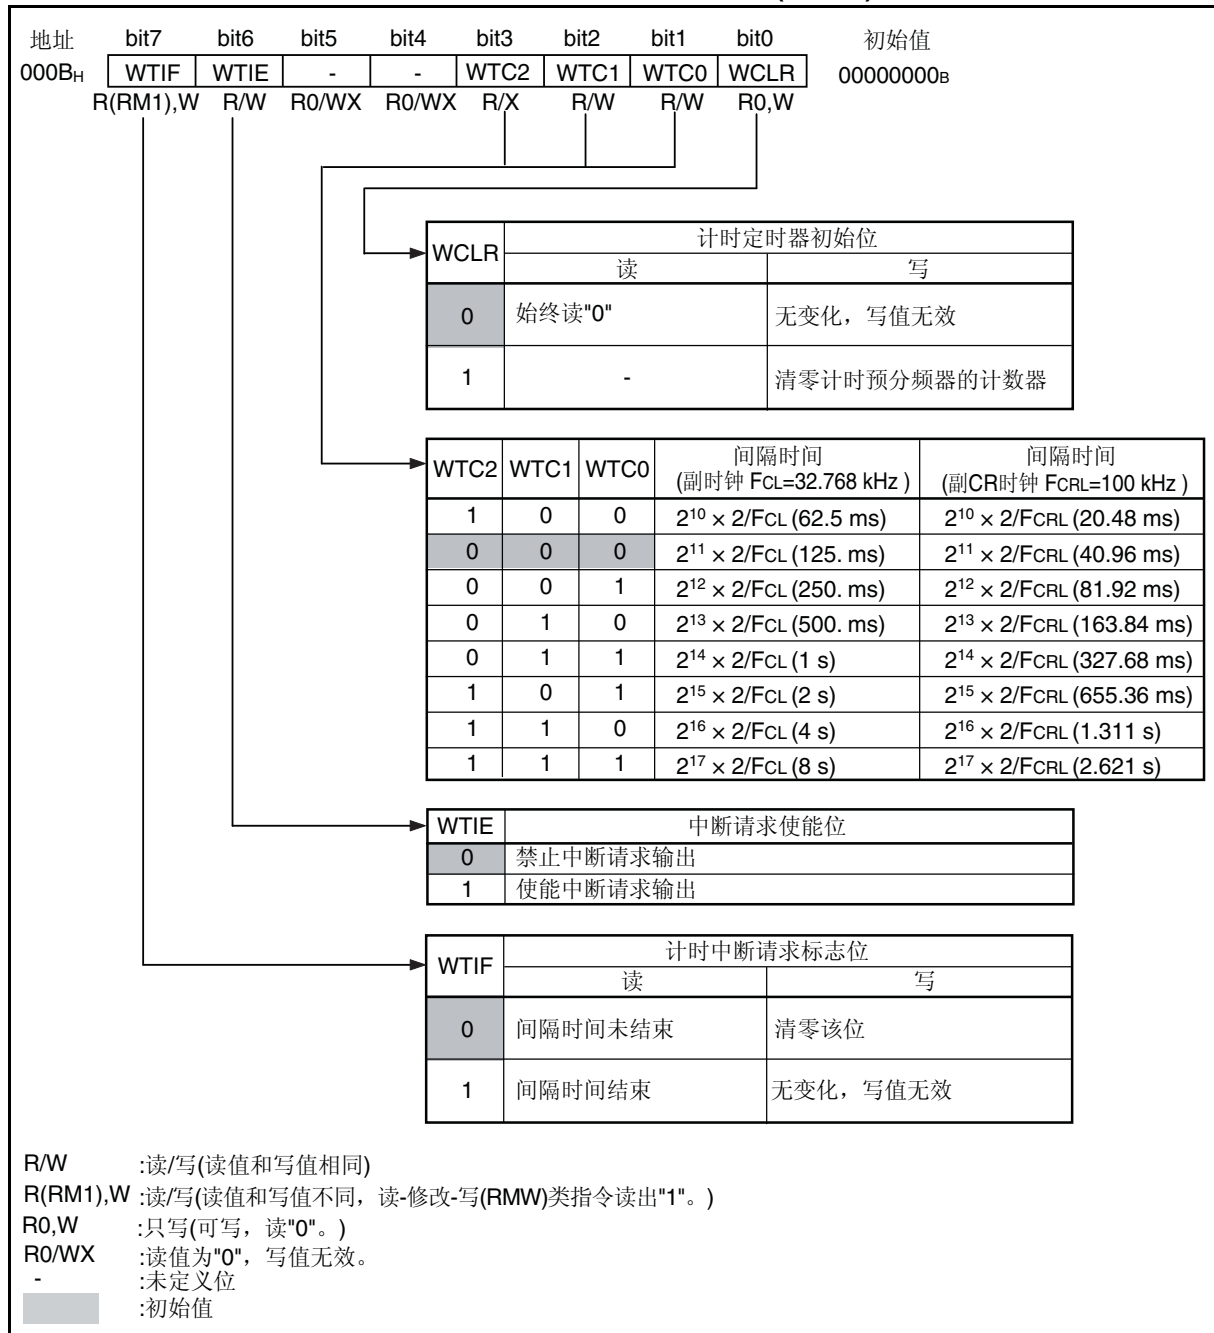 地址 bit7 bit6 bit5 bit4 bit3 bit2 bit1 bit0 初始值
000BH WTIF WTIE - - WTC2 WTC1 WTC0 WCLR 00000000B
R(RM1),W R/W R0/WX R0/WX R/X R/W R/W R0,W
WCLR 计时定时器初始位
读 写
0 始终读"0" 无变化，写值无效
1 - 清零计时预分频器的计数器
WTC2 WTC1 WTC0 间隔时间 间隔时间
(副时钟 FCL=32.768 kHz ) (副CR时钟 FCRL=100 kHz )
1 0 0 2¹⁰ × 2/FCL (62.5 ms) 2¹⁰ × 2/FCRL (20.48 ms)
0 0 0 2¹¹ × 2/FCL (125. ms) 2¹¹ × 2/FCRL (40.96 ms)
0 0 1 2¹² × 2/FCL (250. ms) 2¹² × 2/FCRL (81.92 ms)
0 1 0 2¹³ × 2/FCL (500. ms) 2¹³ × 2/FCRL (163.84 ms)
0 1 1 2¹⁴ × 2/FCL (1 s) 2¹⁴ × 2/FCRL (327.68 ms)
1 0 1 2¹⁵ × 2/FCL (2 s) 2¹⁵ × 2/FCRL (655.36 ms)
1 1 0 2¹⁶ × 2/FCL (4 s) 2¹⁶ × 2/FCRL (1.311 s)
1 1 1 2¹⁷ × 2/FCL (8 s) 2¹⁷ × 2/FCRL (2.621 s)
WTIE 中断请求使能位
0 禁止中断请求输出
1 使能中断请求输出
WTIF 计时中断请求标志位
读 写
0 间隔时间未结束 清零该位
1 间隔时间结束 无变化，写值无效
R/W :读/写(读值和写值相同)
R(RM1),W :读/写(读值和写值不同，读-修改-写(RMW)类指令读出"1"。)
R0,W :只写(可写，读"0"。)
R0/WX :读值为"0"，写值无效。
- :未定义位
:初始值